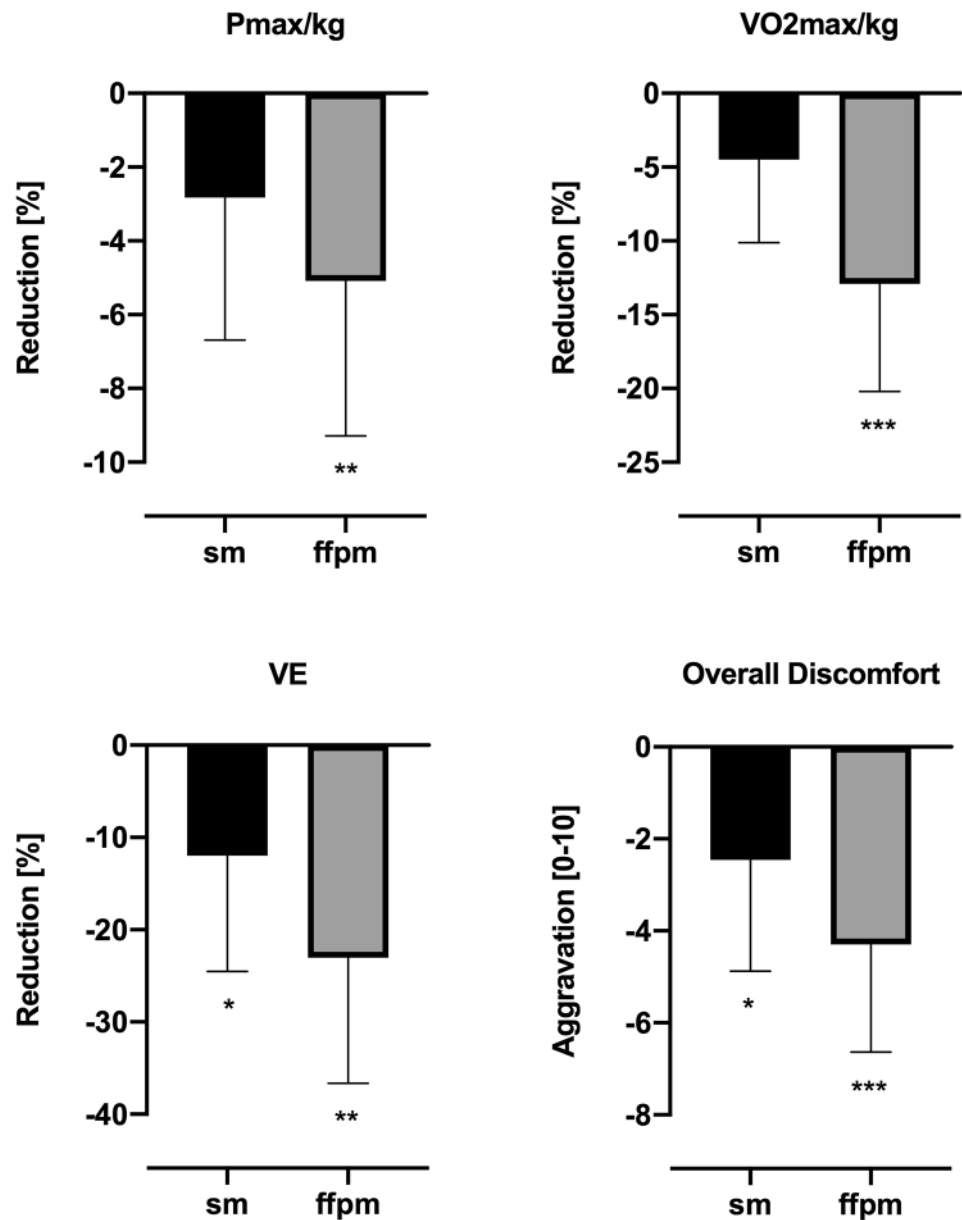 Pmax/kg
Reduction [%]
0
-2
-4
-6
-8
-10
**
sm ffpm
VO2max/kg
Reduction [%]
0
-5
-10
-15
-20
-25
***
sm ffpm
VE
Reduction [%]
0
-10
-20
-30
-40
*
**
sm ffpm
Overall Discomfort
Aggravation [0-10]
0
-2
-4
-6
-8
*
***
sm ffpm